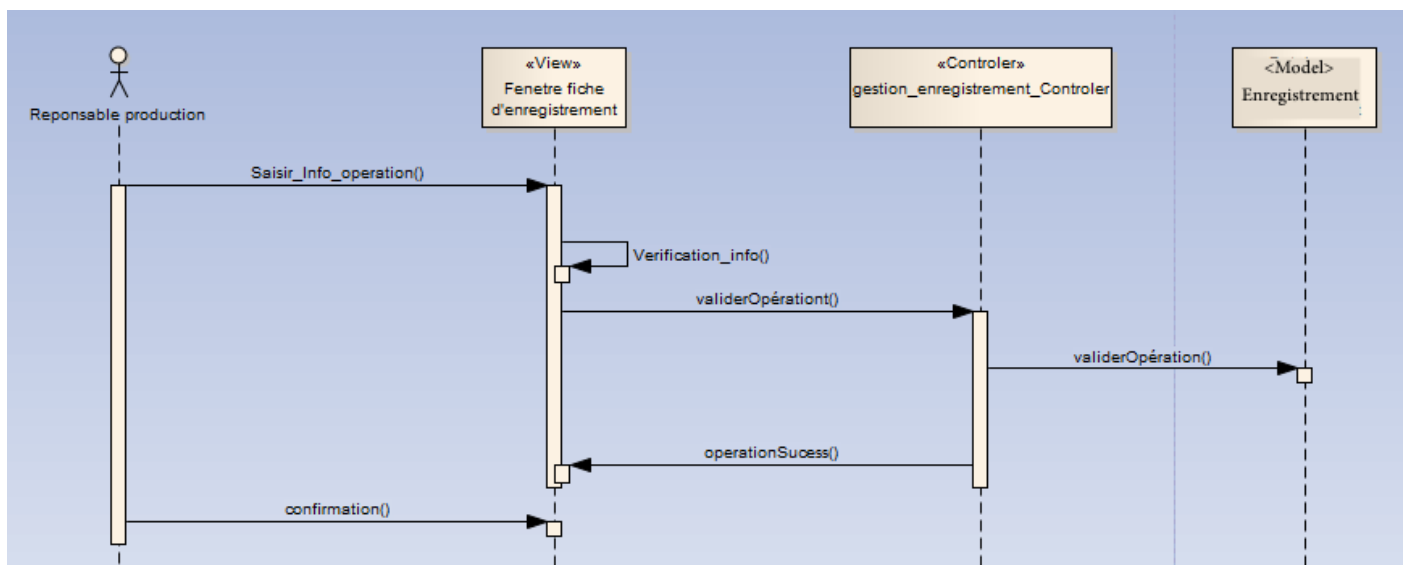 Reponsable production
«View»
Fenetre fiche
d'enregistrement
«Controler»
gestion_enregistrement_Controler
<Model>
Enregistrement
Saisir_Info_operation()
Verification_info()
validerOpérationt()
validerOpération()
operationSucess()
confirmation()